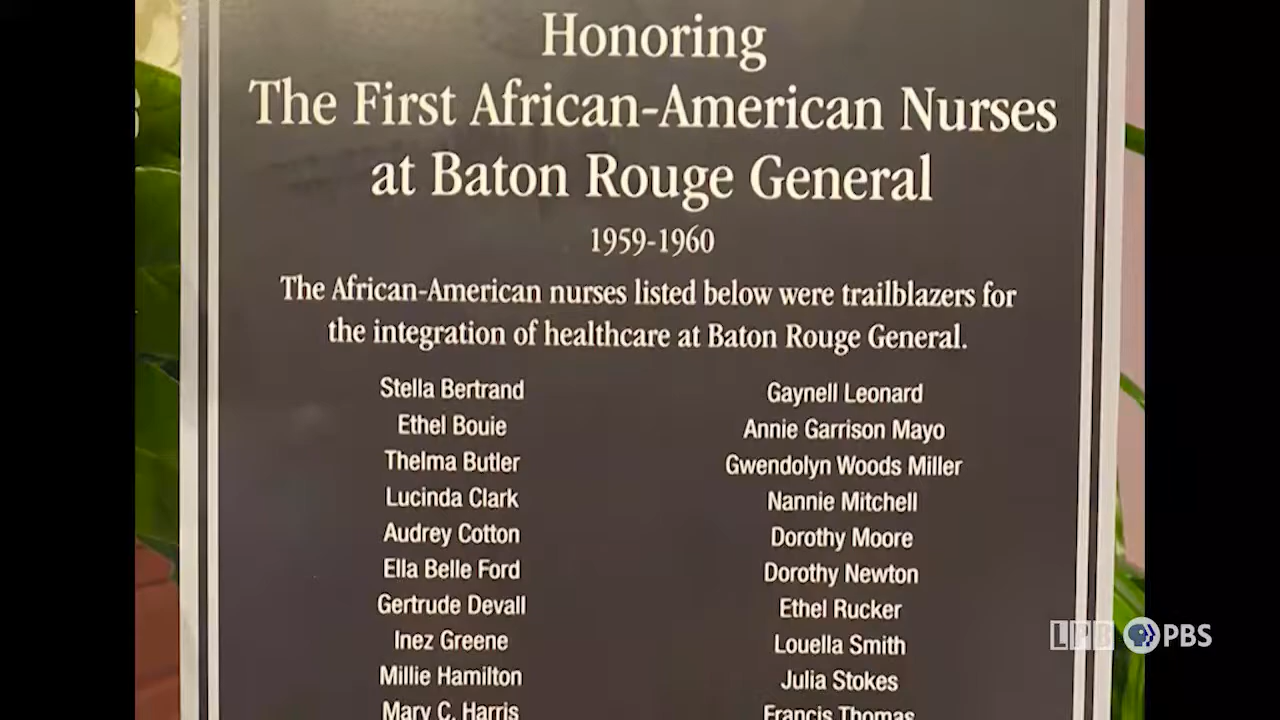 Honoring
The First African-American Nurses
at Baton Rouge General
1959-1960
The African-American nurses listed below were trailblazers for
the integration of healthcare at Baton Rouge General.
Stella Bertrand
Ethel Bouie
Thelma Butler
Lucinda Clark
Audrey Cotton
Ella Belle Ford
Gertrude Devall
Inez Greene
Millie Hamilton
Mary C. Harris
Gaynell Leonard
Annie Garrison Mayo
Gwendolyn Woods Miller
Nannie Mitchell
Dorothy Moore
Dorothy Newton
Ethel Rucker
Louella Smith
Julia Stokes
Francis Thomas
LPB PBS